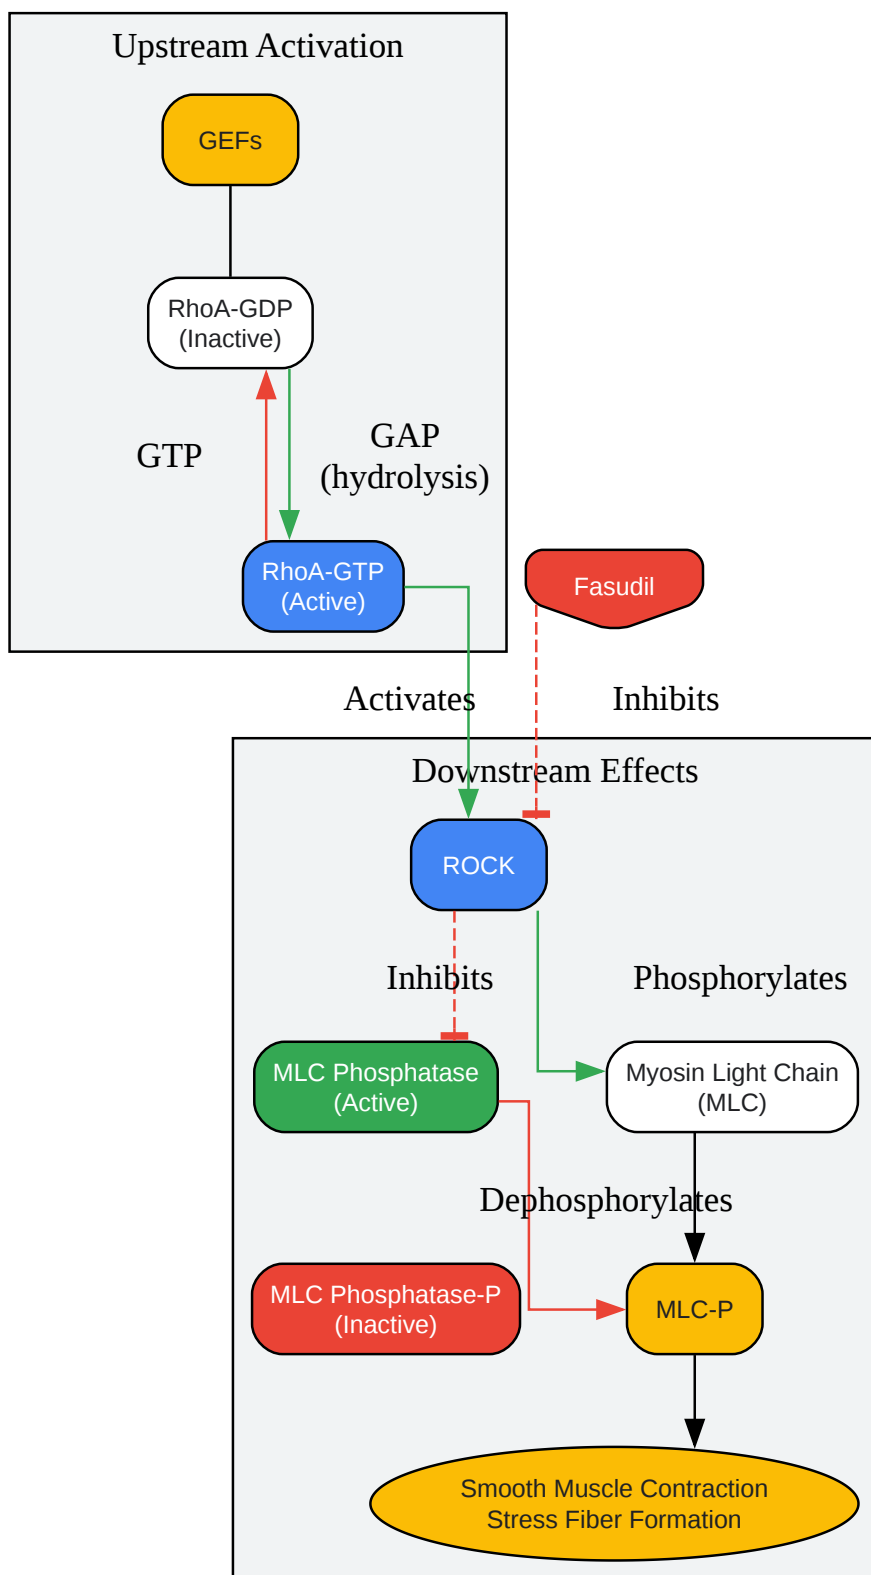 Upstream Activation
GEFs
RhoA-GDP
(Inactive)
GTP
GAP
(hydrolysis)
RhoA-GTP
(Active)
Fasudil
Activates
Inhibits
Downstream Effects
ROCK
Inhibits
Phosphorylates
MLC Phosphatase
(Active)
Myosin Light Chain
(MLC)
Dephosphorylates
MLC Phosphatase-P
(Inactive)
MLC-P
Smooth Muscle Contraction
Stress Fiber Formation